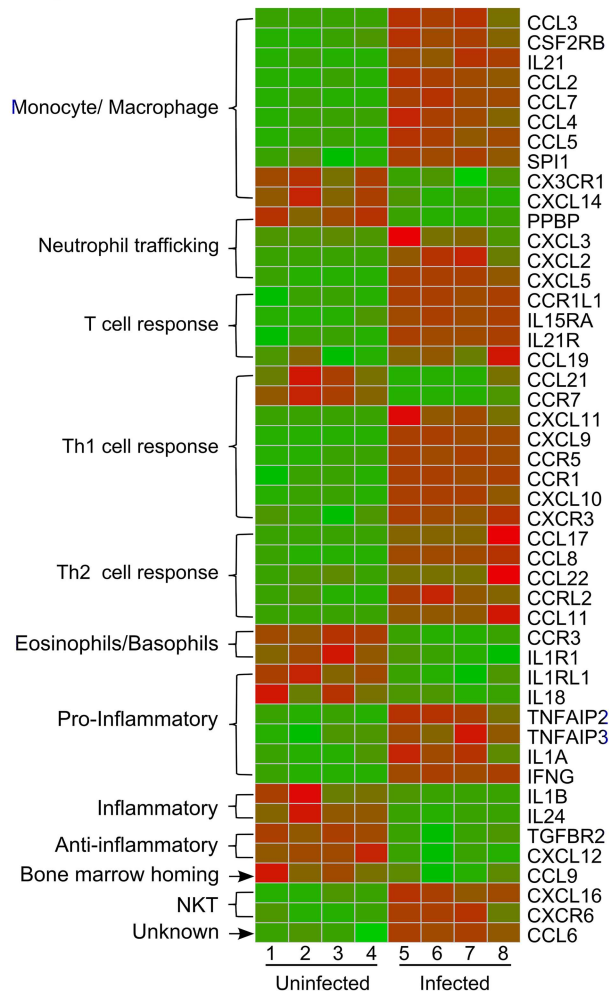 CCL3
CSF2RB
IL21
CCL2
CCL7
Monocyte/ Macrophage
CCL4
CCL5
SPI1
CX3CR1
CXCL14
PPBP
Neutrophil trafficking
CXCL3
CXCL2
CXCL5
CCR1L1
T cell response
IL15RA
IL21R
CCL19
CCL21
CCR7
CXCL11
Th1 cell response
CXCL9
CCR5
CCR1
CXCL10
CXCR3
CCL17
CCL8
Th2 cell response
CCL22
CCRL2
CCL11
Eosinophils/Basophils
CCR3
IL1R1
IL1RL1
IL18
Pro-Inflammatory
TNFAIP2
TNFAIP3
IL1A
IFNG
IL1B
Inflammatory
IL24
Anti-inflammatory
TGFBR2
CXCL12
Bone marrow homing
CCL9
CXCL16
NKT
CXCR6
Unknown
CCL6
1 2 3 4 5 6 7 8
Uninfected Infected